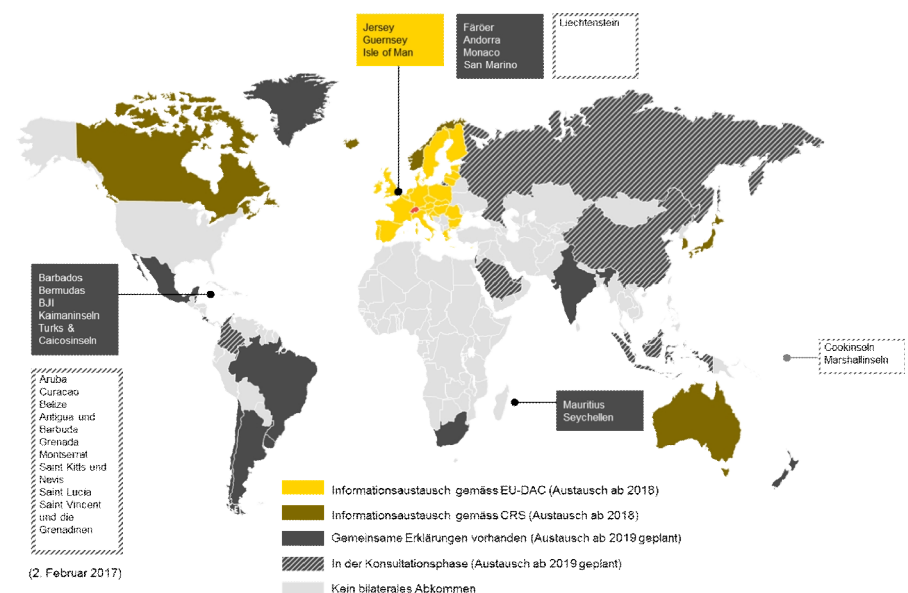 Jersey
Guernsey
Isle of Man
Färöer
Andorra
Monaco
San Marino
Liechtenstein
Barbados
Bermudas
BJI
Kaimaninseln
Turks &
Caicosinseln
Aruba
Curacao
Belize
Antigua und
Barbuda
Grenada
Montserrat
Saint Kitts und
Nevis
Saint Lucia
Saint Vincent
und die
Grenadinen
Cookinseln
Marshallinseln
Mauritius
Seychellen
Informationsaustausch gemäss EU-DAC (Austausch ab 2018)
Informationsaustausch gemäss CRS (Austausch ab 2018)
Gemeinsame Erklärungen vorhanden (Austausch ab 2019 geplant)
In der Konsultationsphase (Austausch ab 2019 geplant)
Kein bilaterales Abkommen
(2. Februar 2017)